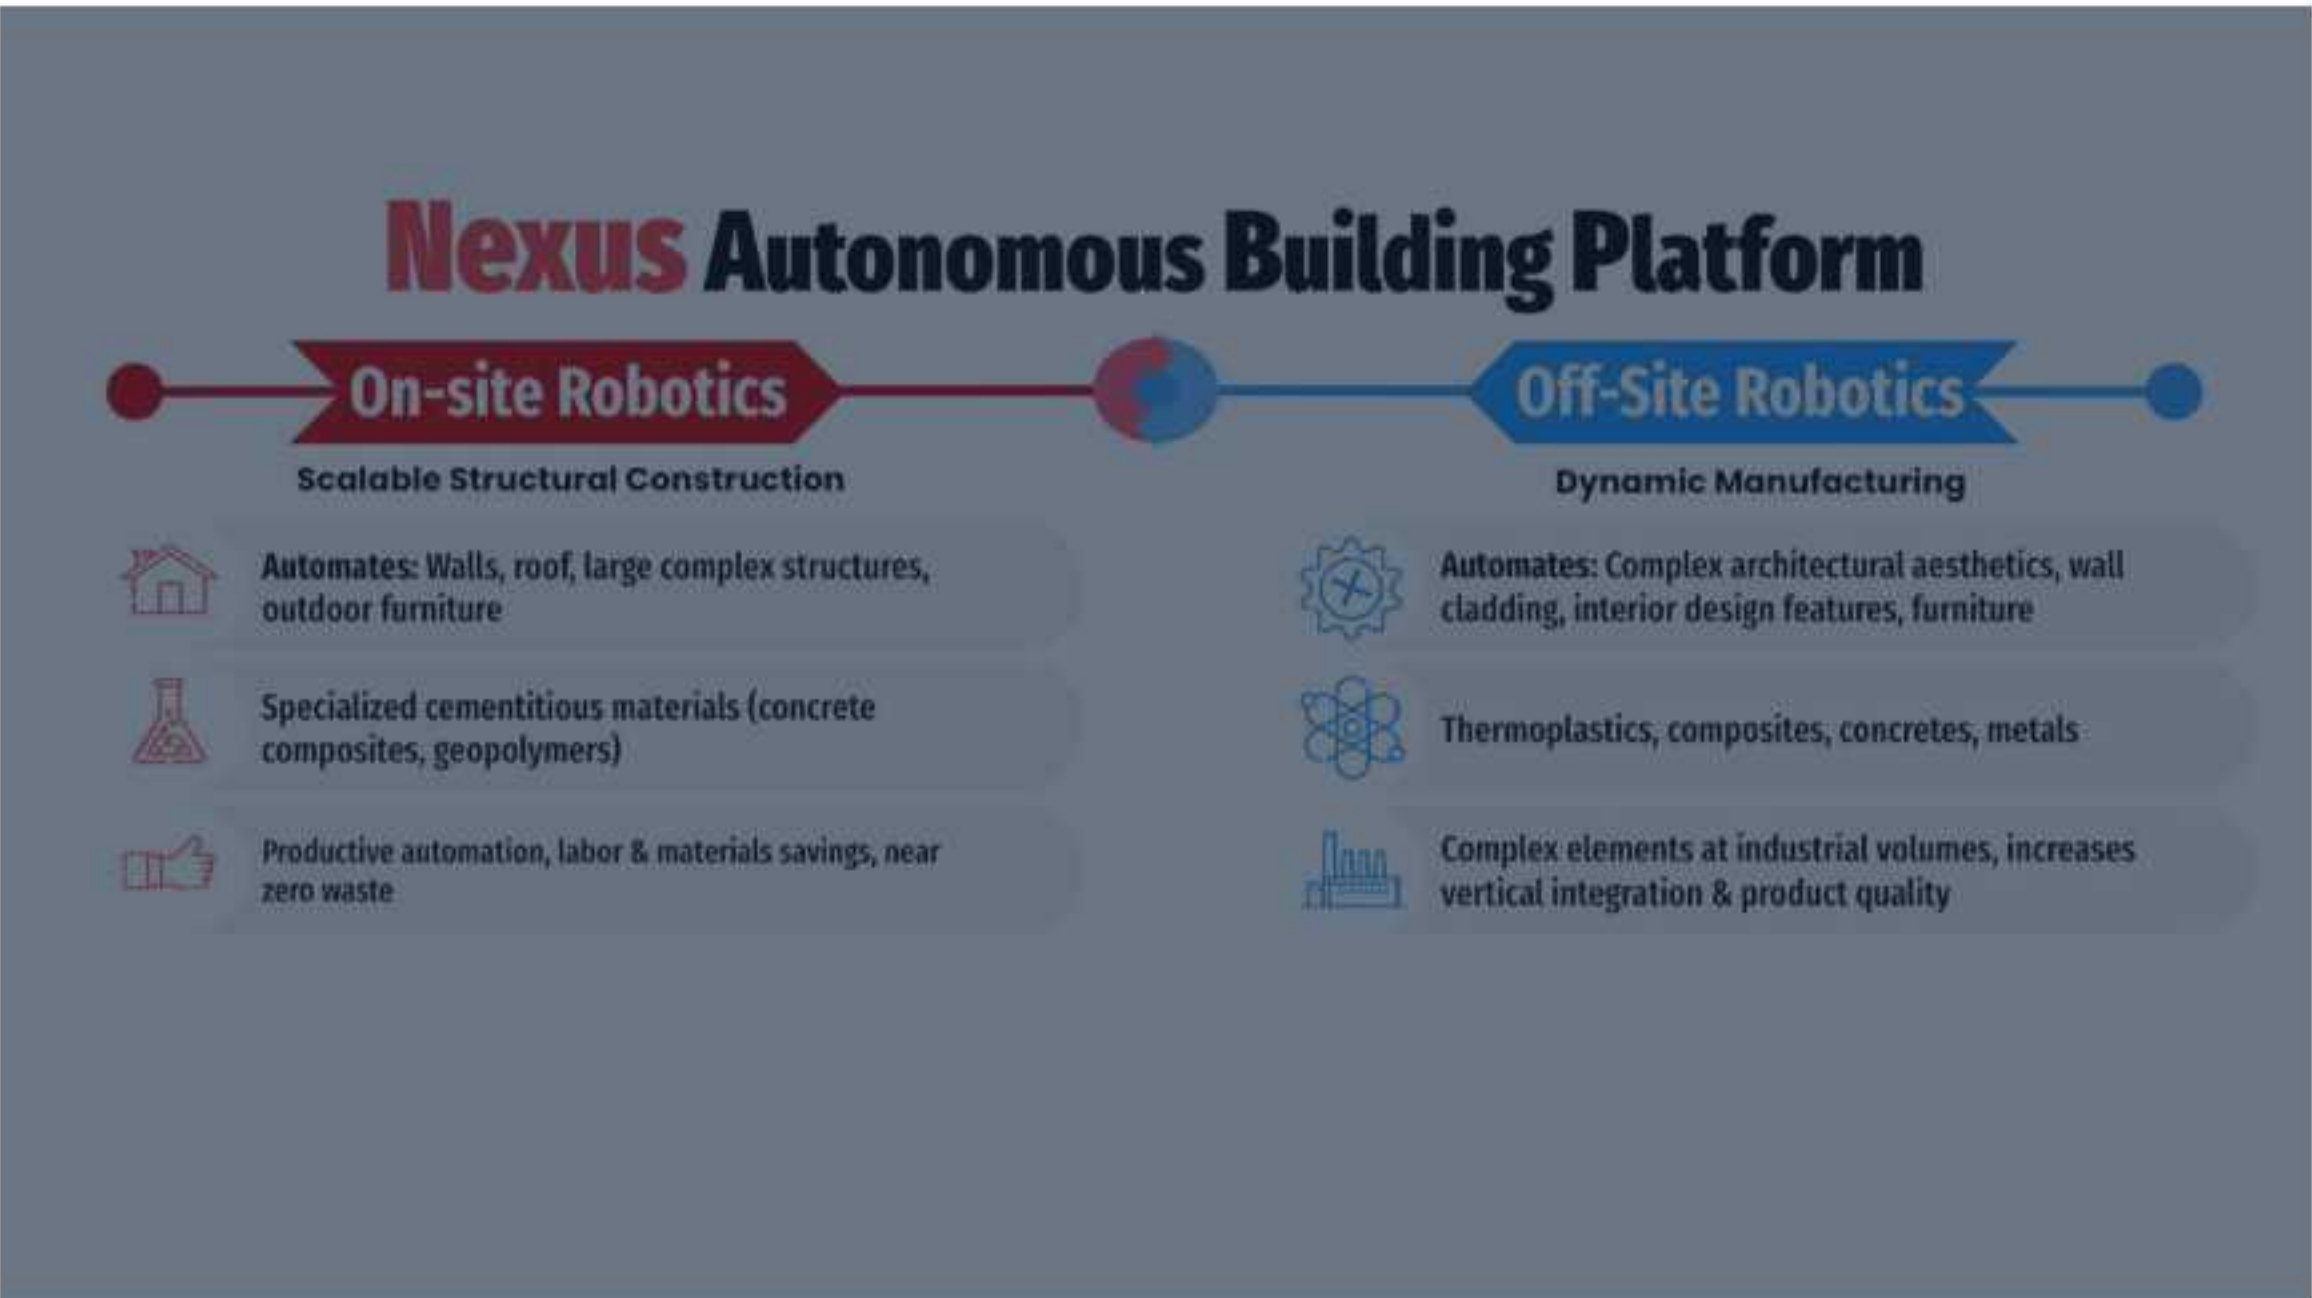 Nexus Autonomous Building Platform
On-site Robotics
Scalable Structural Construction
Automates: Walls, roof, large complex structures,
outdoor furniture
Specialized cementitious materials (concrete
composites, geopolymers)
Productive automation, labor & materials savings, near
zero waste
Off-Site Robotics
Dynamic Manufacturing
Automates: Complex architectural aesthetics, wall
cladding, interior design features, furniture
Thermoplastics, composites, concretes, metals
Complex elements at industrial volumes, increases
vertical integration & product quality